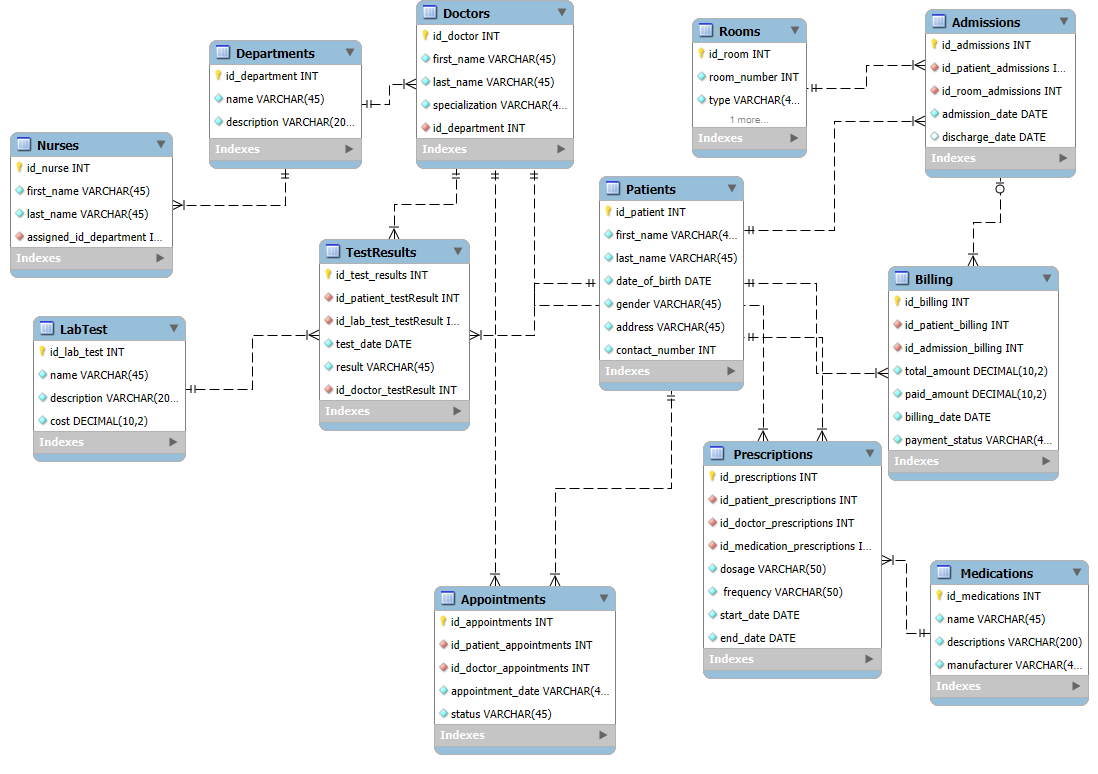 Doctors
id_doctor INT
first_name VARCHAR(45)
last_name VARCHAR(45)
specialization VARCHAR(4...
id_department INT
Indexes
Departments
id_department INT
name VARCHAR(45)
description VARCHAR(20...
Indexes
Nurses
id_nurse INT
first_name VARCHAR(45)
last_name VARCHAR(45)
assigned_id_department I...
Indexes
Rooms
id_room INT
room_number INT
type VARCHAR(4...
1 more...
Indexes
Admissions
id_admissions INT
id_patient_admissions I...
id_room_admissions INT
admission_date DATE
discharge_date DATE
Indexes
Patients
id_patient INT
first_name VARCHAR(4...
last_name VARCHAR(45)
date_of_birth DATE
gender VARCHAR(45)
address VARCHAR(45)
contact_number INT
Indexes
TestResults
id_test_results INT
id_patient_testResult INT
id_lab_test_testResult I...
test_date DATE
result VARCHAR(45)
id_doctor_testResult INT
Indexes
LabTest
id_lab_test INT
name VARCHAR(45)
description VARCHAR(20...
cost DECIMAL(10,2)
Indexes
Billing
id_billing INT
id_patient_billing INT
id_admission_billing INT
total_amount DECIMAL(10,2)
paid_amount DECIMAL(10,2)
billing_date DATE
payment_status VARCHAR(4...
Indexes
Prescriptions
id_prescriptions INT
id_patient_prescriptions INT
id_doctor_prescriptions INT
id_medication_prescriptions I...
dosage VARCHAR(50)
frequency VARCHAR(50)
start_date DATE
end_date DATE
Indexes
Medications
id_medications INT
name VARCHAR(45)
descriptions VARCHAR(200)
manufacturer VARCHAR(4...
Indexes
Appointments
id_appointments INT
id_patient_appointments INT
id_doctor_appointments INT
appointment_date VARCHAR(4...
status VARCHAR(45)
Indexes